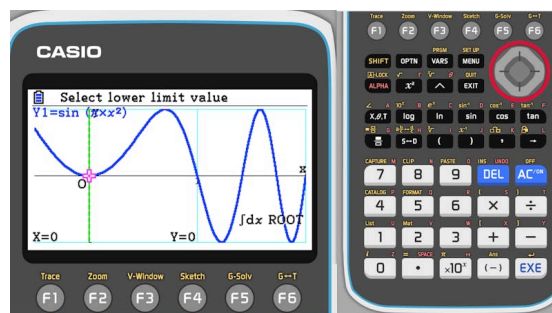 CASIO
Select lower limit value
Y1=sin (π×x²)
x
O
∫dx ROOT
X=0 Y=0
Trace Zoom V-Window Sketch G-Solv G↔T
F1 F2 F3 F4 F5 F6
Trace Zoom V-Window Sketch G-Solv G↔T
F1 F2 F3 F4 F5 F6
PRGM SET UP
SHIFT OPTN VARS MENU
A-LOCK QUIT
ALPHA x² ^ EXIT
X,θ,T log ln sin cos tan
S↔D ( ) , →
CAPTURE M CLIP N PASTE O INS UNDO OFF
7 8 9 DEL AC/ON
CATALOG P FORMAT Q R S T
4 5 6 × ÷
List U Mat V W [ X ] Y
1 2 3 + −
i Z = SPACE π Ans
0 • ×10ˣ (−) EXE